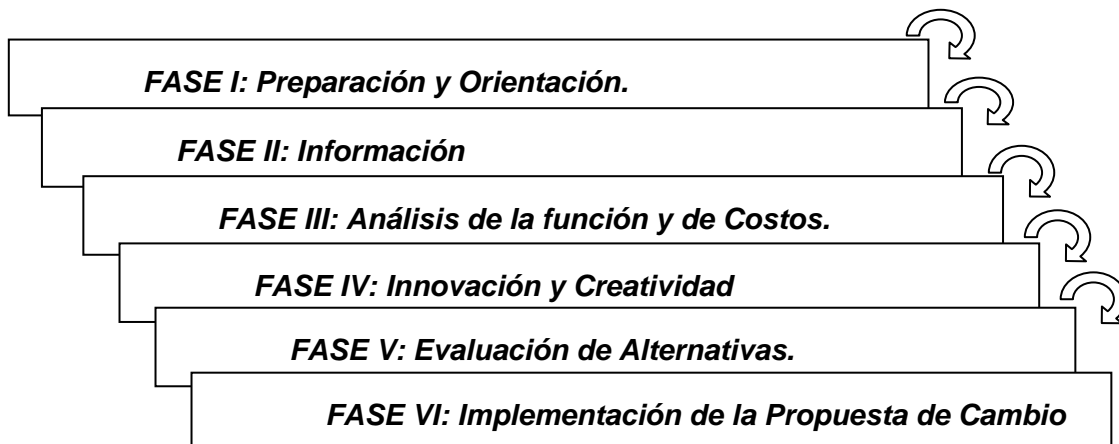 FASE I: Preparación y Orientación.
FASE II: Información
FASE III: Análisis de la función y de Costos.
FASE IV: Innovación y Creatividad
FASE V: Evaluación de Alternativas.
FASE VI: Implementación de la Propuesta de Cambio